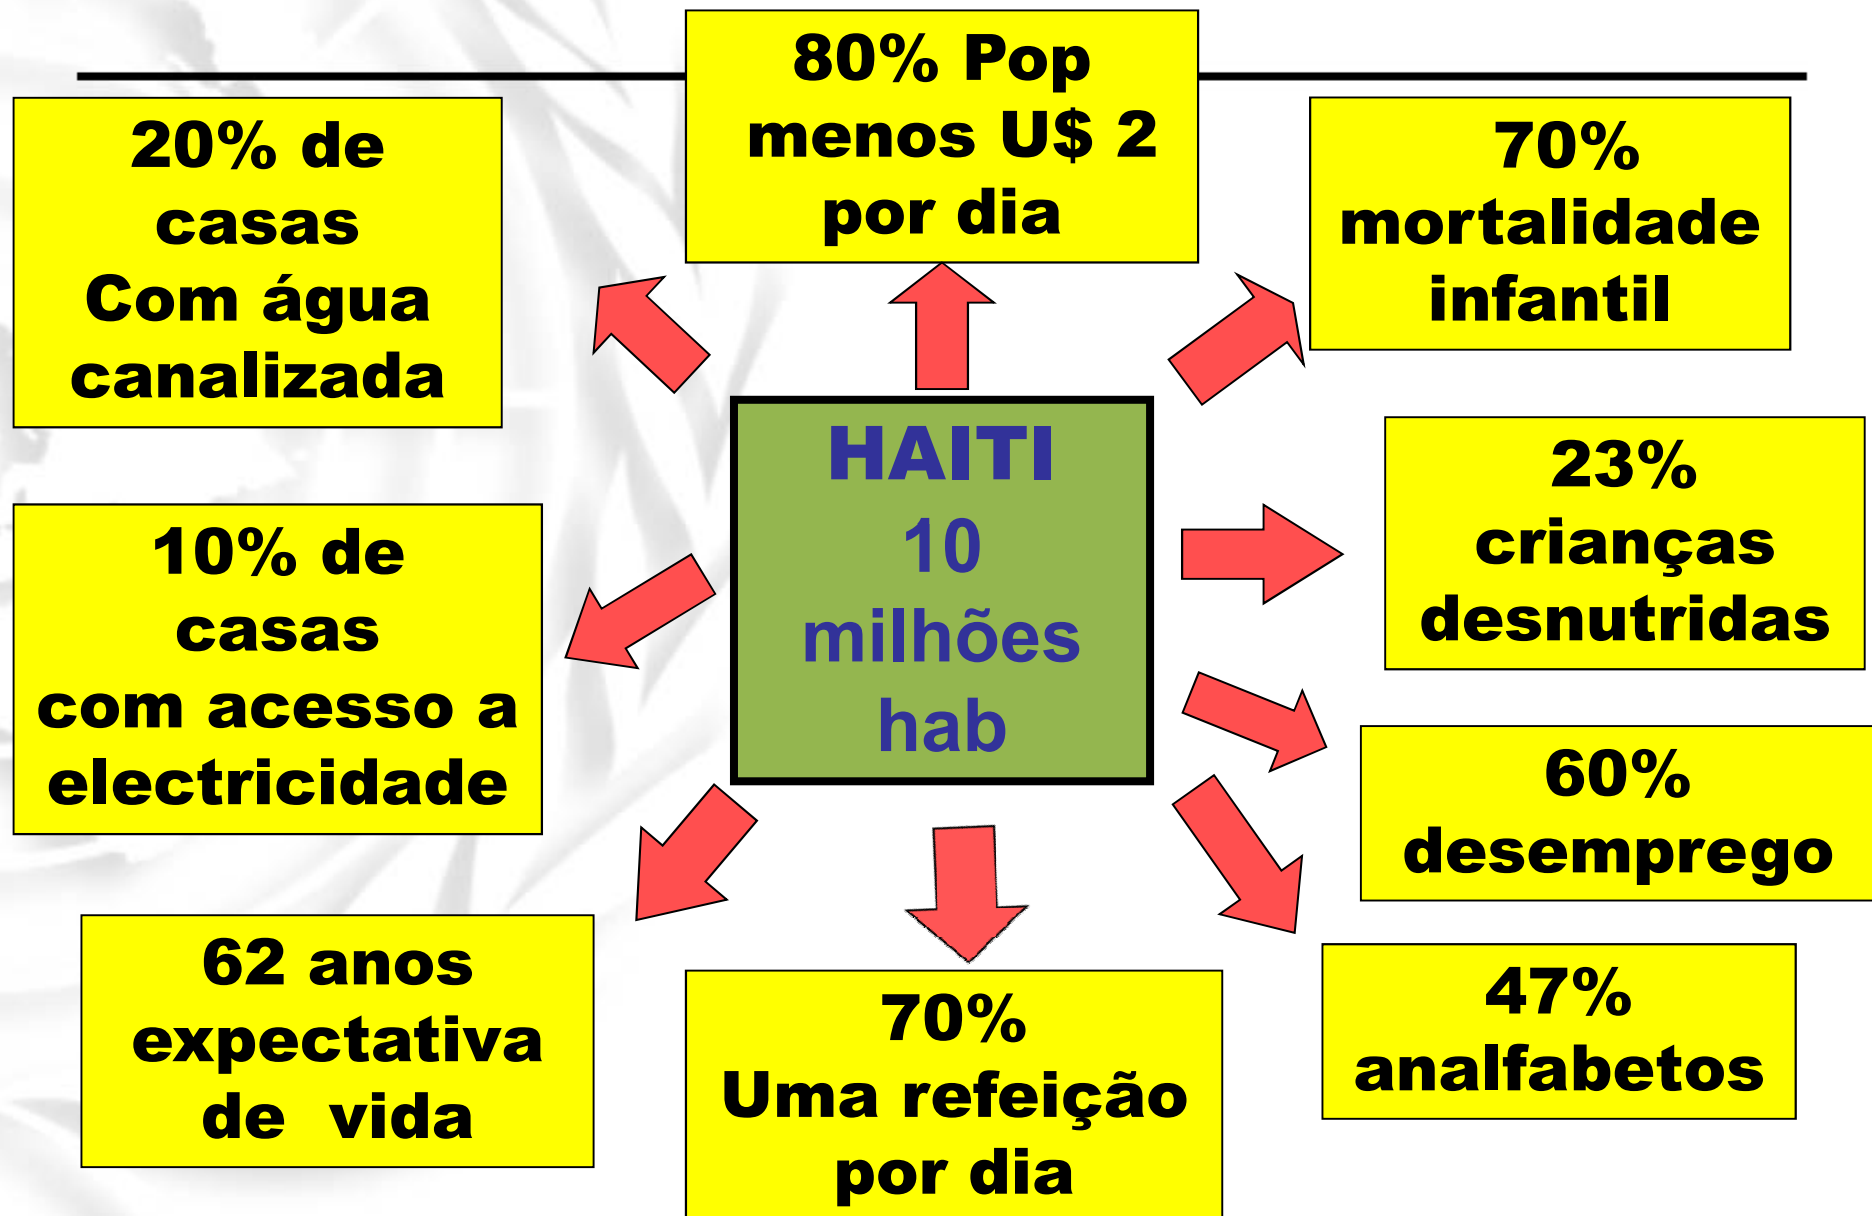 80% Pop
menos U$ 2
por dia
20% de
casas
Com água
canalizada
70%
mortalidade
infantil
HAITI
10
milhões
hab
23%
crianças
desnutridas
10% de
casas
com acesso a
electricidade
60%
desemprego
62 anos
expectativa
de vida
70%
Uma refeição
por dia
47%
analfabetos